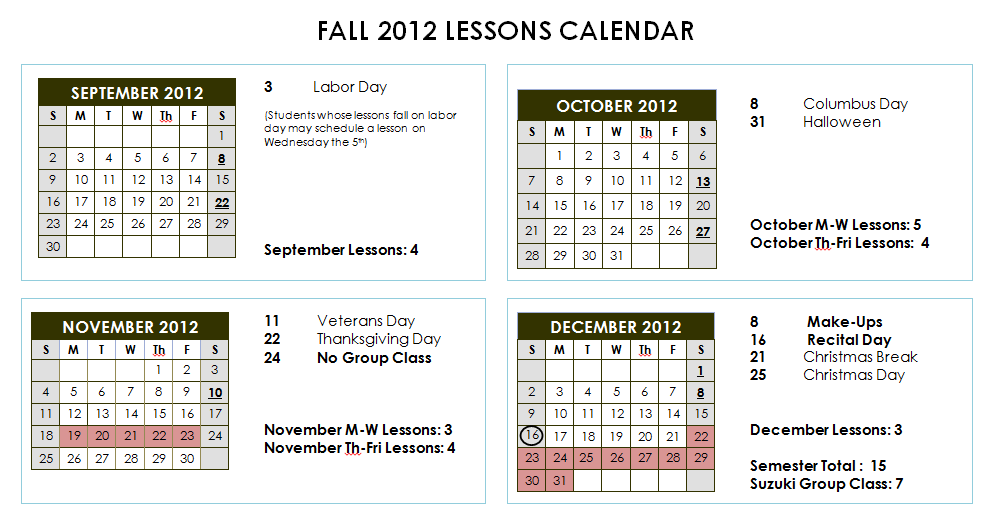 FALL 2012 LESSONS CALENDAR
SEPTEMBER 2012
S M T W Th F S
1
2 3 4 5 6 7 8
9 10 11 12 13 14 15
16 17 18 19 20 21 22
23 24 25 26 27 28 29
30
3 Labor Day
(Students whose lessons fall on labor
day may schedule a lesson on
Wednesday the 5th)
September Lessons: 4
OCTOBER 2012
S M T W Th F S
1 2 3 4 5 6
7 8 9 10 11 12 13
14 15 16 17 18 19 20
21 22 23 24 25 26 27
28 29 30 31
8 Columbus Day
31 Halloween
October M-W Lessons: 5
October Th-Fri Lessons: 4
NOVEMBER 2012
S M T W Th F S
1 2 3
4 5 6 7 8 9 10
11 12 13 14 15 16 17
18 19 20 21 22 23 24
25 26 27 28 29 30
11 Veterans Day
22 Thanksgiving Day
24 No Group Class
November M-W Lessons: 3
November Th-Fri Lessons: 4
DECEMBER 2012
S M T W Th F S
1
2 3 4 5 6 7 8
9 10 11 12 13 14 15
16 17 18 19 20 21 22
23 24 25 26 27 28 29
30 31
8 Make-Ups
16 Recital Day
21 Christmas Break
25 Christmas Day
December Lessons: 3
Semester Total : 15
Suzuki Group Class: 7